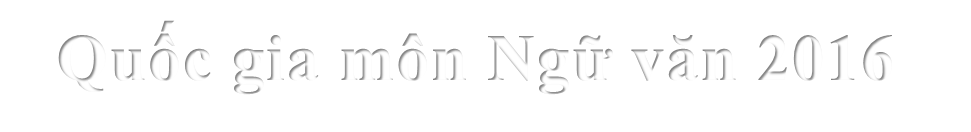 Quốc gia môn Ngữ văn 2016